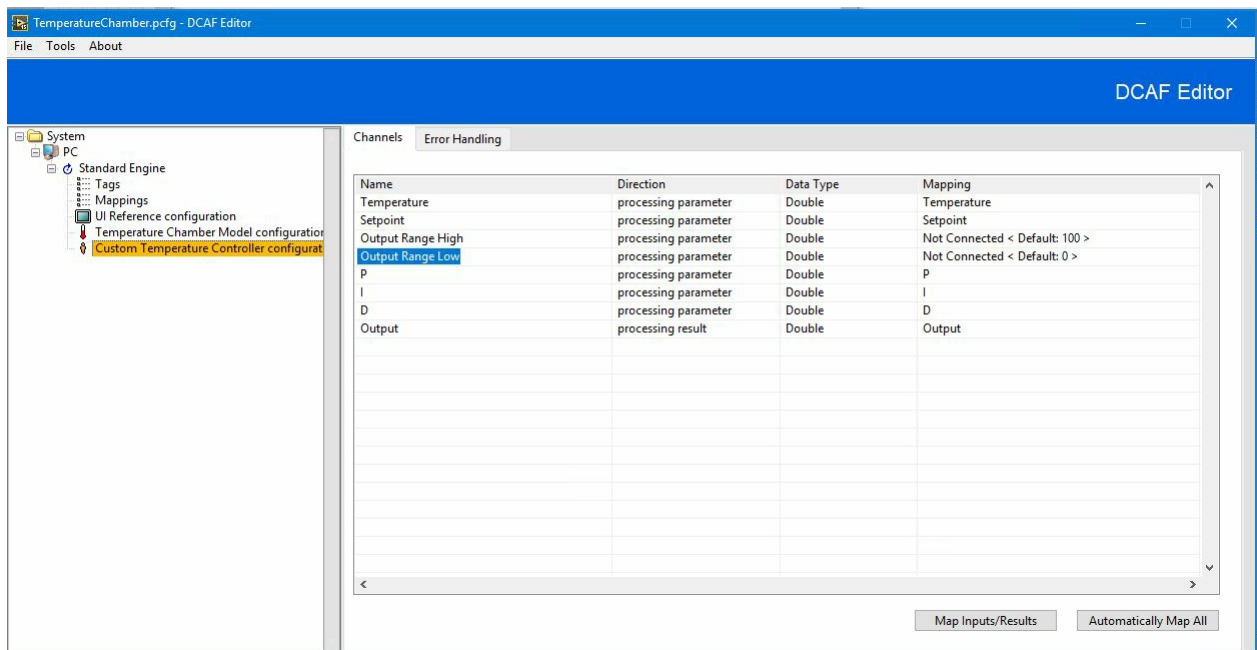 TemperatureChamber.pcfg - DCAF Editor
File Tools About
DCAF Editor
System
PC
Standard Engine
Tags
Mappings
UI Reference configuration
Temperature Chamber Model configuration
Custom Temperature Controller configurat
Channels Error Handling
Name Direction Data Type Mapping
Temperature processing parameter Double Temperature
Setpoint processing parameter Double Setpoint
Output Range High processing parameter Double Not Connected < Default: 100 >
Output Range Low processing parameter Double Not Connected < Default: 0 >
P processing parameter Double P
I processing parameter Double I
D processing parameter Double D
Output processing result Double Output
Map Inputs/Results Automatically Map All